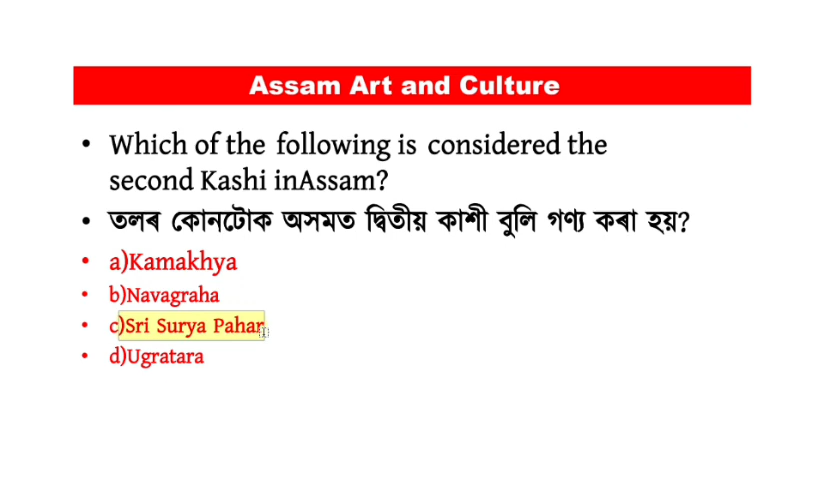 Assam Art and Culture
• Which of the following is considered the
second Kashi inAssam?
• তলৰ কোনটোক অসমত দ্বিতীয় কাশী বুলি গণ্য কৰা হয়?
• a)Kamakhya
• b)Navagraha
• c)Sri Surya Pahar
• d)Ugratara